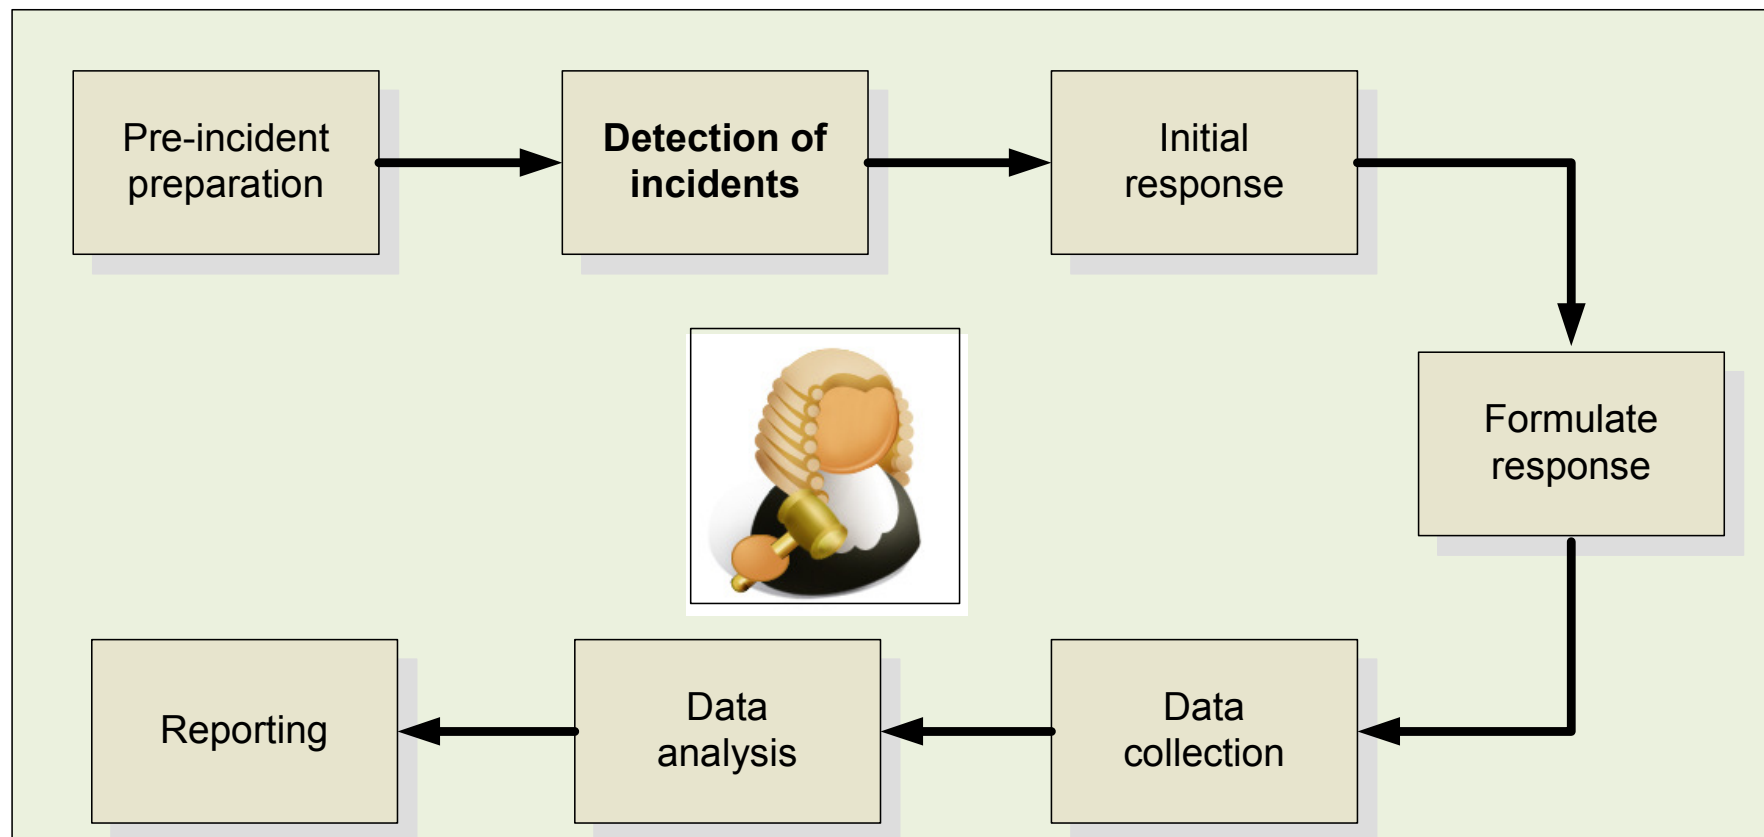 Pre-incident
preparation
Detection of
incidents
Initial
response
Formulate
response
Data
collection
Data
analysis
Reporting